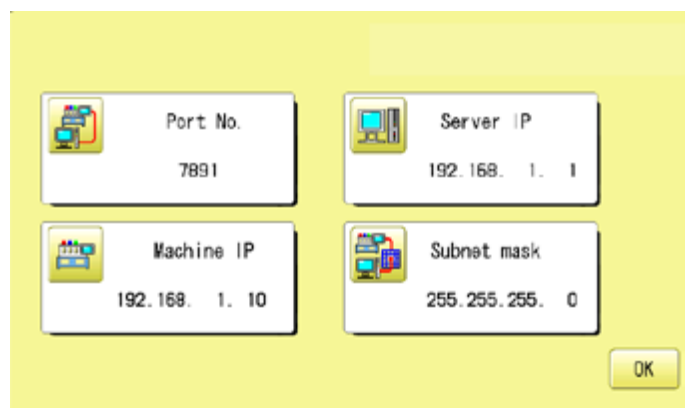 Port No.
7891
Server IP
192.168. 1. 1
Machine IP
192.168. 1. 10
Subnet mask
255.255.255. 0
OK